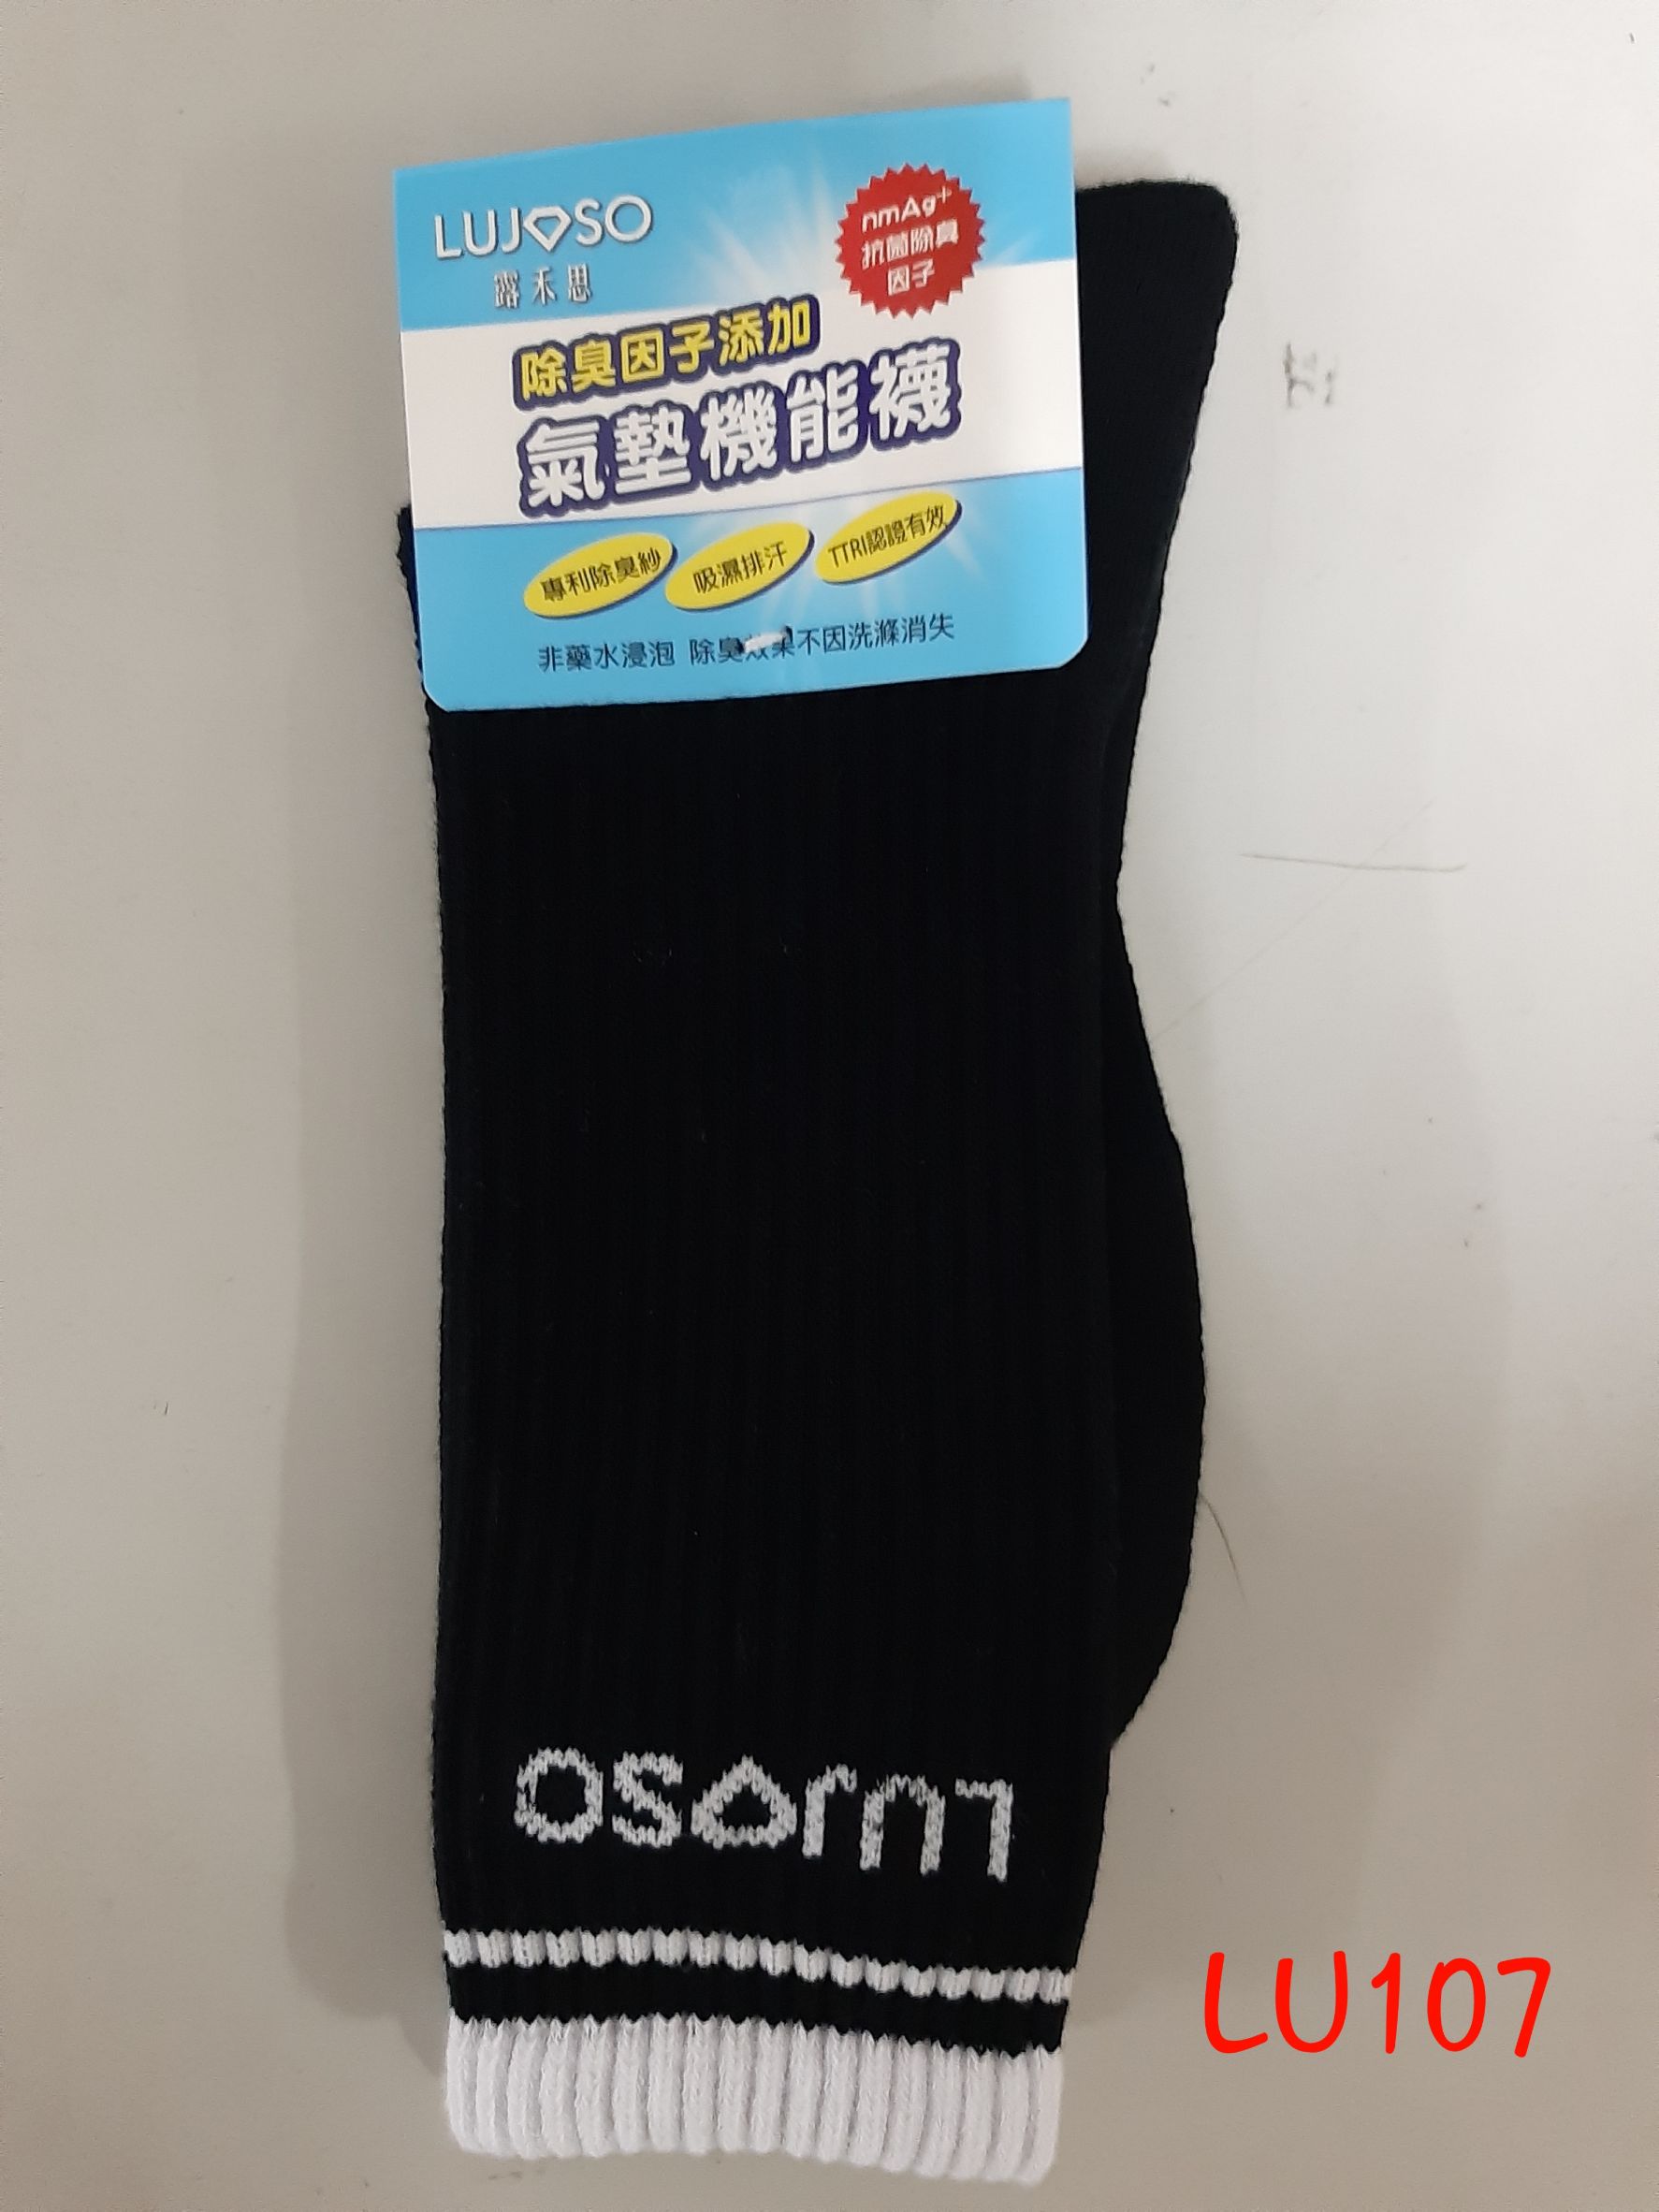 LUJOSO
露禾思
nmAg+
抗菌除臭
因子
除臭因子添加
氣墊機能襪
專利除臭紗
吸濕排汗
TTRI認證有效
非藥水浸泡 除臭效果不因洗滌消失
LUJOSO
LU107